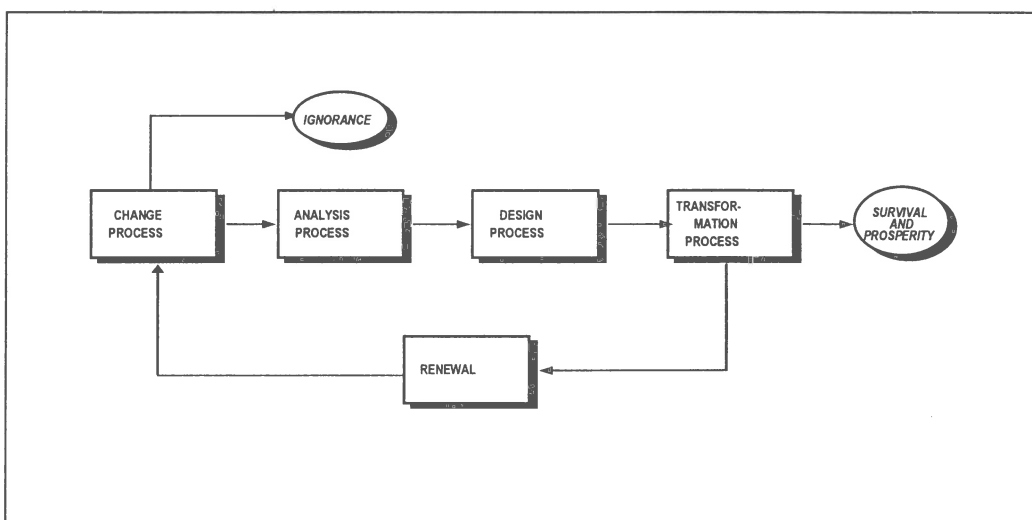 IGNORANCE
CHANGE
PROCESS
ANALYSIS
PROCESS
DESIGN
PROCESS
TRANSFOR-
MATION
PROCESS
SURVIVAL
AND
PROSPERITY
RENEWAL